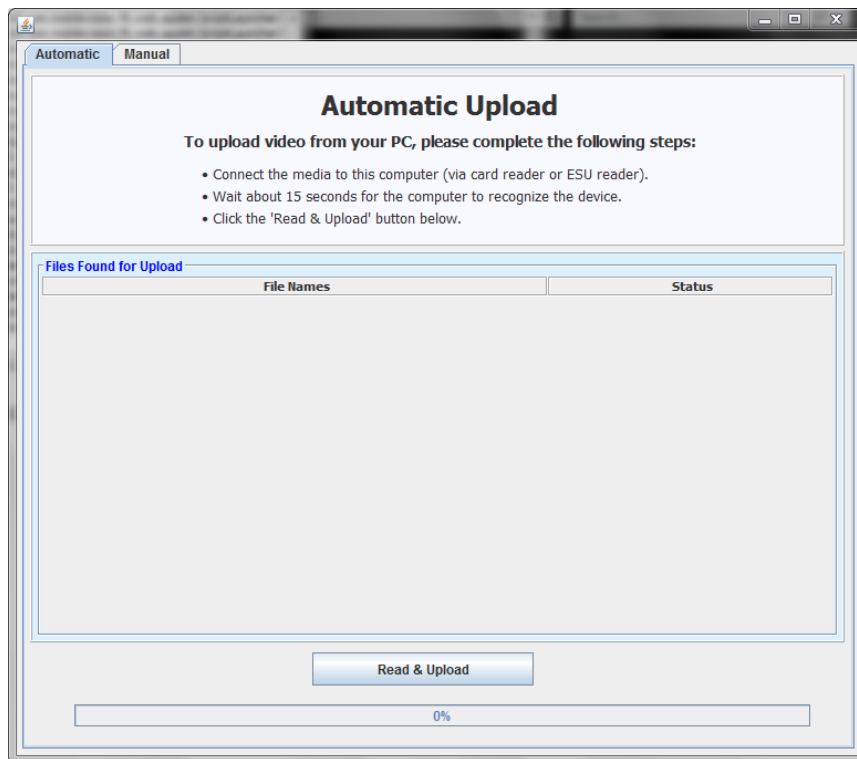 Automatic Manual
Automatic Upload
To upload video from your PC, please complete the following steps:
• Connect the media to this computer (via card reader or ESU reader).
• Wait about 15 seconds for the computer to recognize the device.
• Click the 'Read & Upload' button below.
Files Found for Upload
File Names Status
Read & Upload
0%